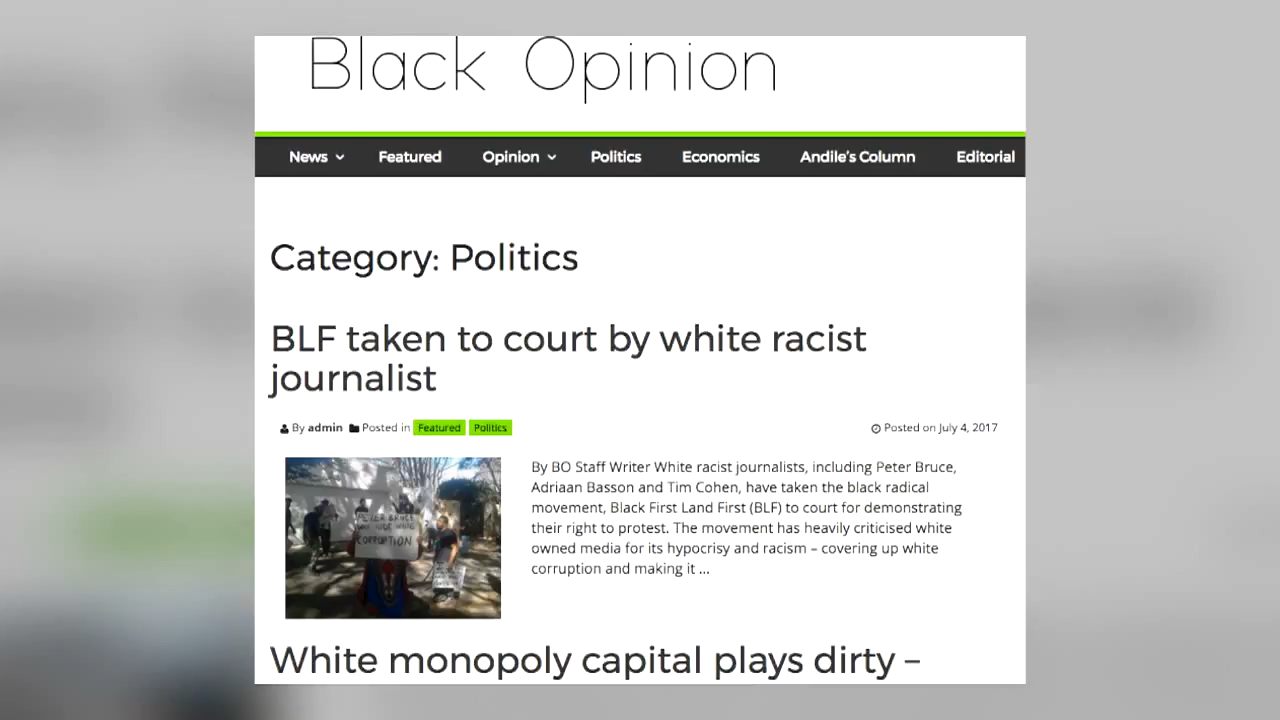 Black Opinion
News Featured Opinion Politics Economics Andile's Column Editorial
Category: Politics
BLF taken to court by white racist
journalist
By admin Posted in Featured Politics Posted on July 4, 2017
By BO Staff Writer White racist journalists, including Peter Bruce,
Adriaan Basson and Tim Cohen, have taken the black radical
movement, Black First Land First (BLF) to court for demonstrating
their right to protest. The movement has heavily criticised white
owned media for its hypocrisy and racism – covering up white
corruption and making it ...
PETER BRUCE
CORRUPTION
White monopoly capital plays dirty –